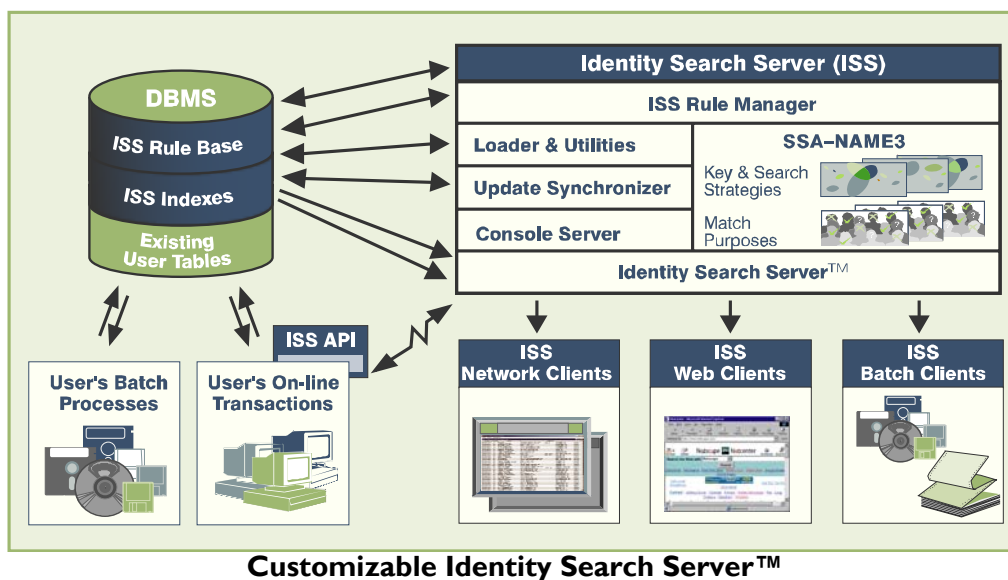 DBMS
ISS Rule Base
ISS Indexes
Existing
User Tables
Identity Search Server (ISS)
ISS Rule Manager
Loader & Utilities
Update Synchronizer
Console Server
SSA–NAME3
Key & Search
Strategies
Match
Purposes
Identity Search Server™
ISS API
User's Batch
Processes
User's On-line
Transactions
ISS
Network Clients
ISS
Web Clients
ISS
Batch Clients
Customizable Identity Search Server™